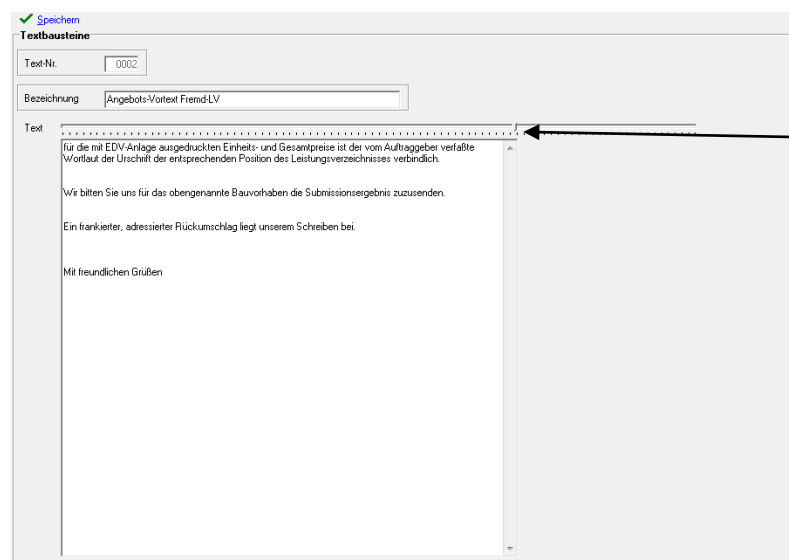 Speichern
Textbausteine
Text-Nr. 0002
Bezeichnung Angebots-Vortext Fremd-LV
Text
für die mit EDV-Anlage ausgedruckten Einheits- und Gesamtpreise ist der vom Auftraggeber verfaßte
Wortlaut der Urschrift der entsprechenden Position des Leistungsverzeichnisses verbindlich.
Wir bitten Sie uns für das obengenannte Bauvorhaben die Submissionsergebnis zuzusenden.
Ein frankierter, adressierter Rückumschlag liegt unserem Schreiben bei.
Mit freundlichen Grüßen